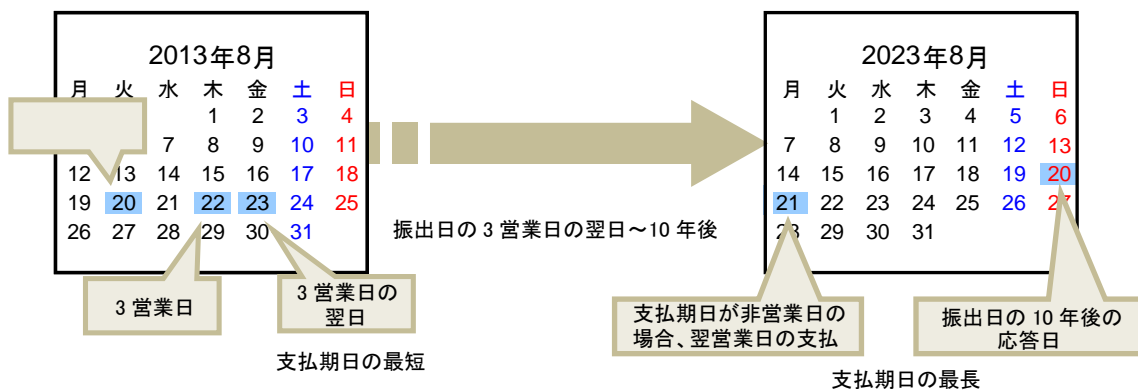 2013年8月
月 火 水 木 金 土 日
1 2 3 4
7 8 9 10 11
12 13 14 15 16 17 18
19 20 21 22 23 24 25
26 27 28 29 30 31
3 営業日
3 営業日の
翌日
支払期日の最短
振出日の 3 営業日の翌日～10 年後
2023年8月
月 火 水 木 金 土 日
1 2 3 4 5 6
7 8 9 10 11 12 13
14 15 16 17 18 19 20
21 22 23 24 25 26 27
28 29 30 31
支払期日が非営業日の
場合、翌営業日の支払
振出日の 10 年後の
応答日
支払期日の最長